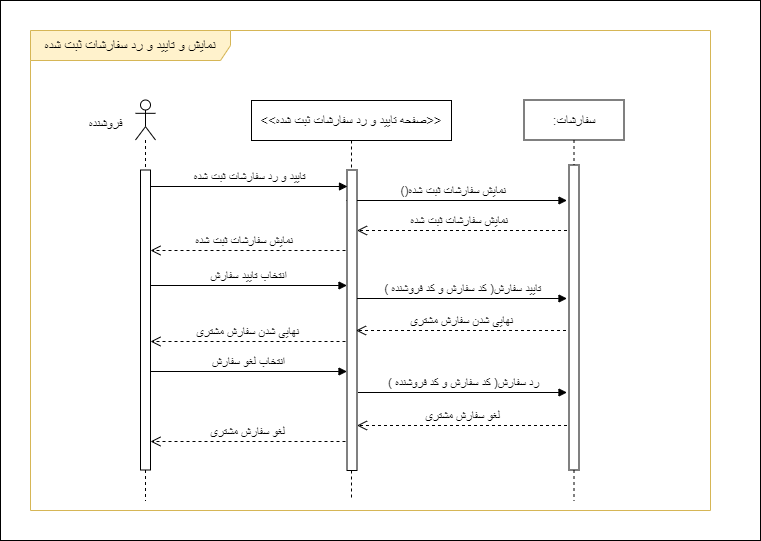 نمایش و تایید و رد سفارشات ثبت شده
فروشنده
<<صفحه تایید و رد سفارشات ثبت شده>>
سفارشات:
تایید و رد سفارشات ثبت شده
نمایش سفارشات ثبت شده()
نمایش سفارشات ثبت شده
نمایش سفارشات ثبت شده
انتخاب تایید سفارش
تایید سفارش( کد سفارش و کد فروشنده )
نهایی شدن سفارش مشتری
نهایی شدن سفارش مشتری
انتخاب لغو سفارش
رد سفارش( کد سفارش و کد فروشنده )
لغو سفارش مشتری
لغو سفارش مشتری